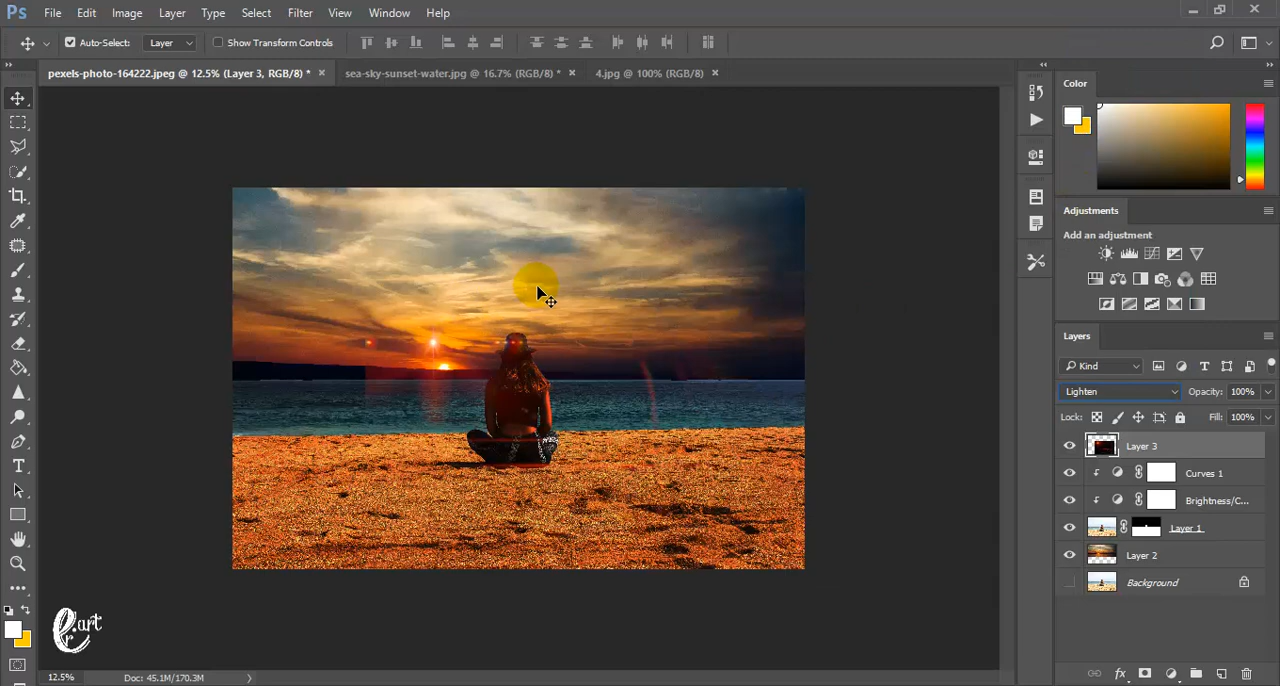 Ps File Edit Image Layer Type Select Filter 3D View Window Help
Auto-Select: Layer Show Transform Controls
pexels-photo-164222.jpeg @ 12.5% (Layer 3, RGB/8) * × sea-sky-sunset-water.jpg @ 16.7% (RGB/8) * × 4.jpg @ 100% (RGB/8) ×
Color
Adjustments
Add an adjustment
Layers
Kind
Lighten Opacity: 100%
Lock: Fill: 100%
Layer 3
Curves 1
Brightness/C...
Layer 1
Layer 2
Background
e.art
r
12.5% Doc: 45.1M/170.3M